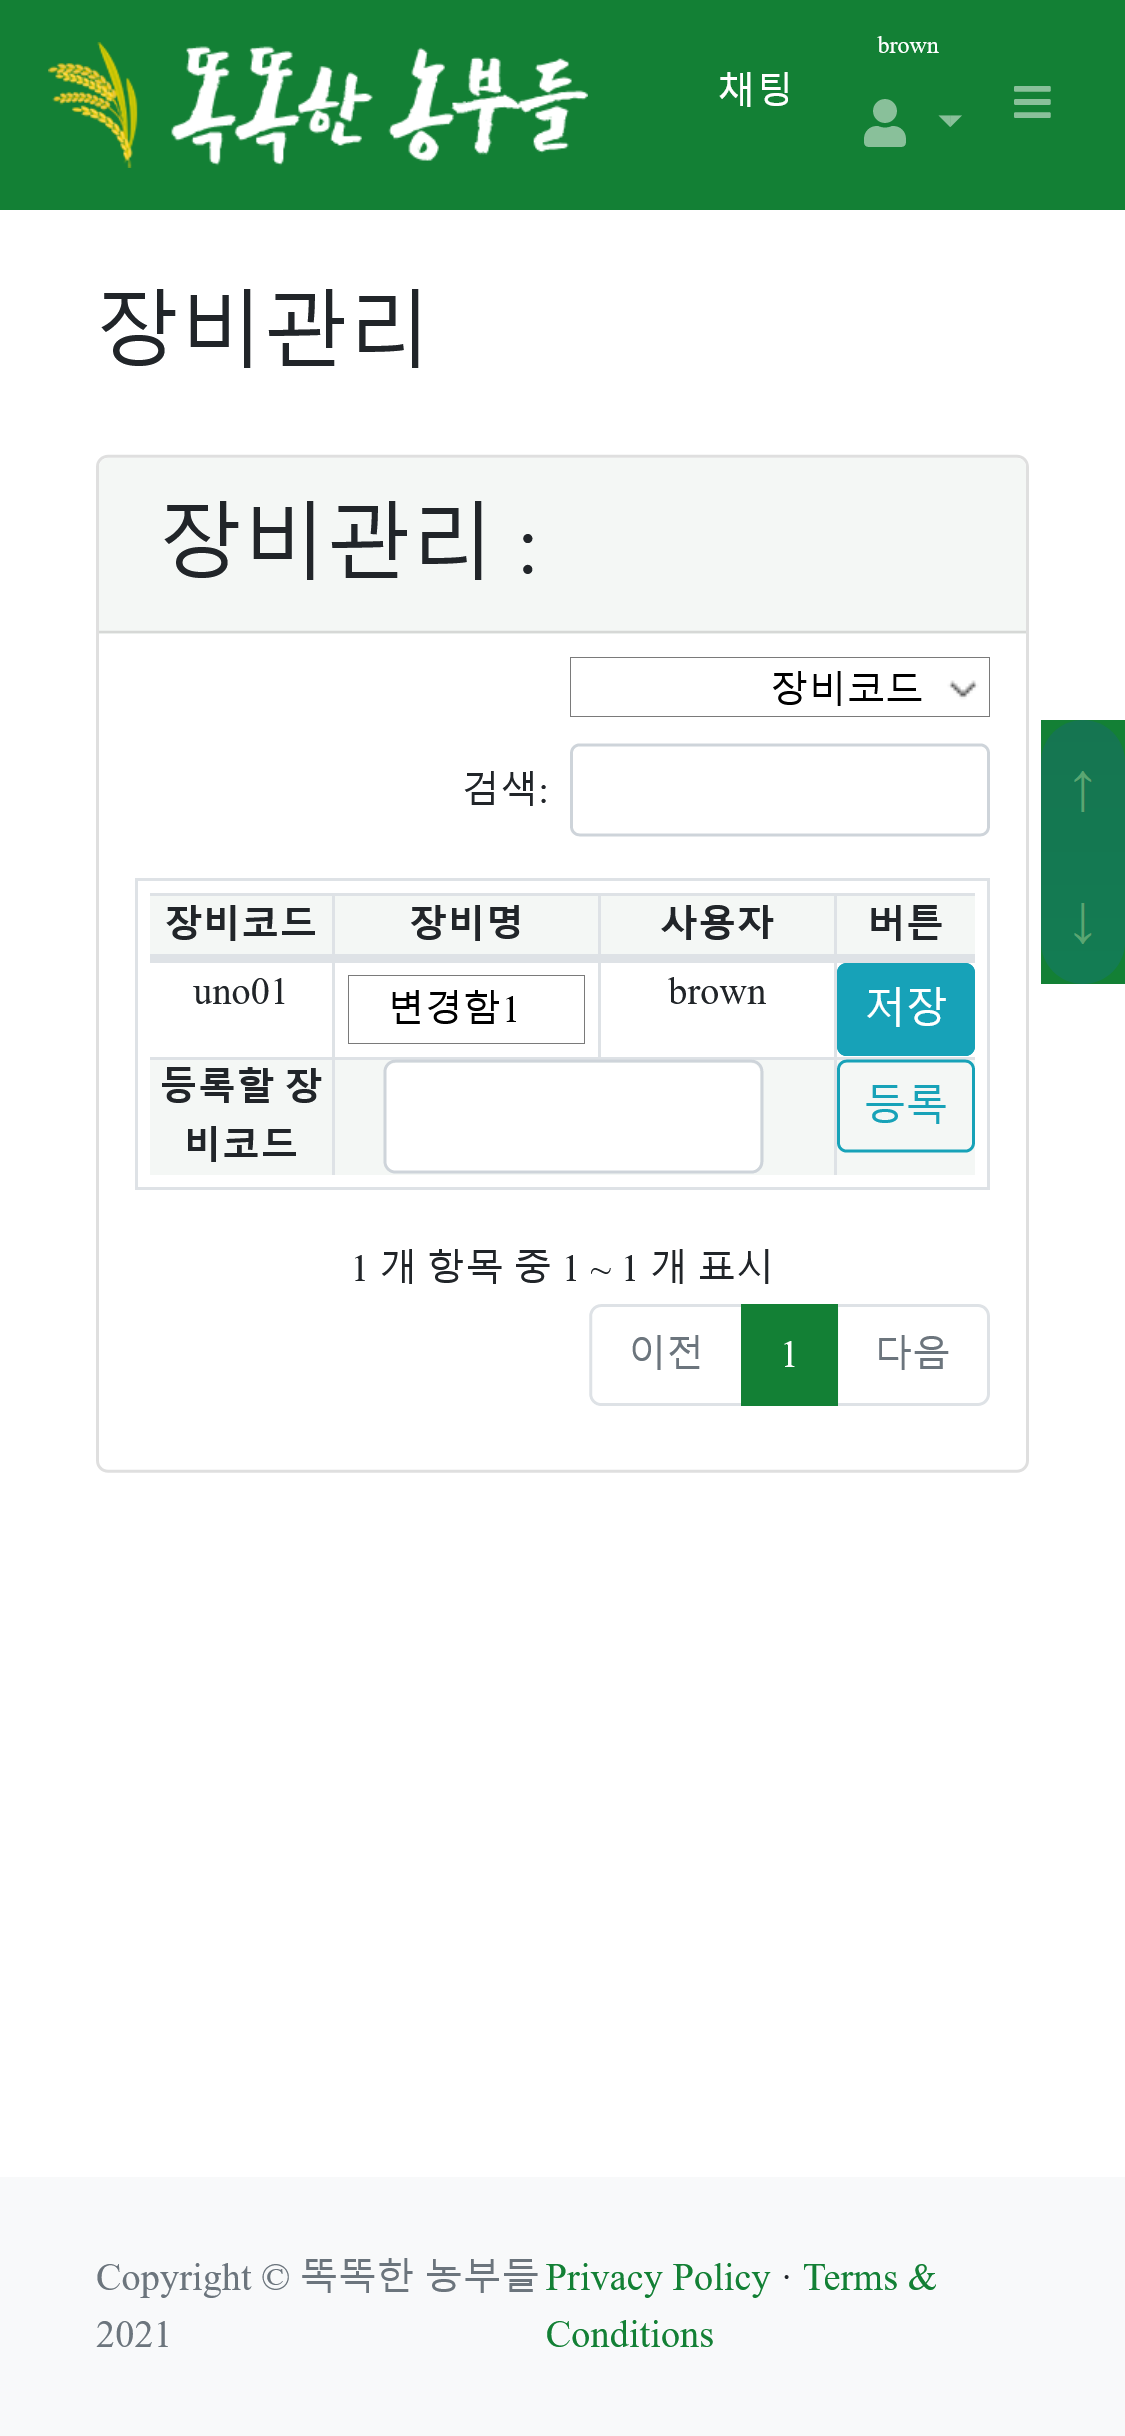 똑똑한 농부들
채팅
brown
장비관리
장비관리 :
장비코드
검색:
장비코드 장비명 사용자 버튼
uno01 변경함1 brown 저장
등록할 장
비코드
등록
1 개 항목 중 1 ~ 1 개 표시
이전 1 다음
↑
↓
Copyright © 똑똑한 농부들
2021
Privacy Policy · Terms &
Conditions